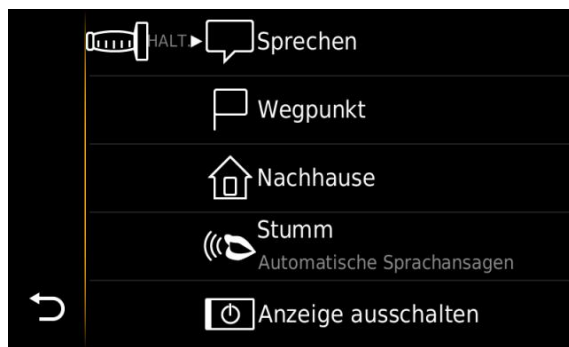 HALT. Sprechen
Wegpunkt
Nachhause
Stumm
Automatische Sprachansagen
Anzeige ausschalten